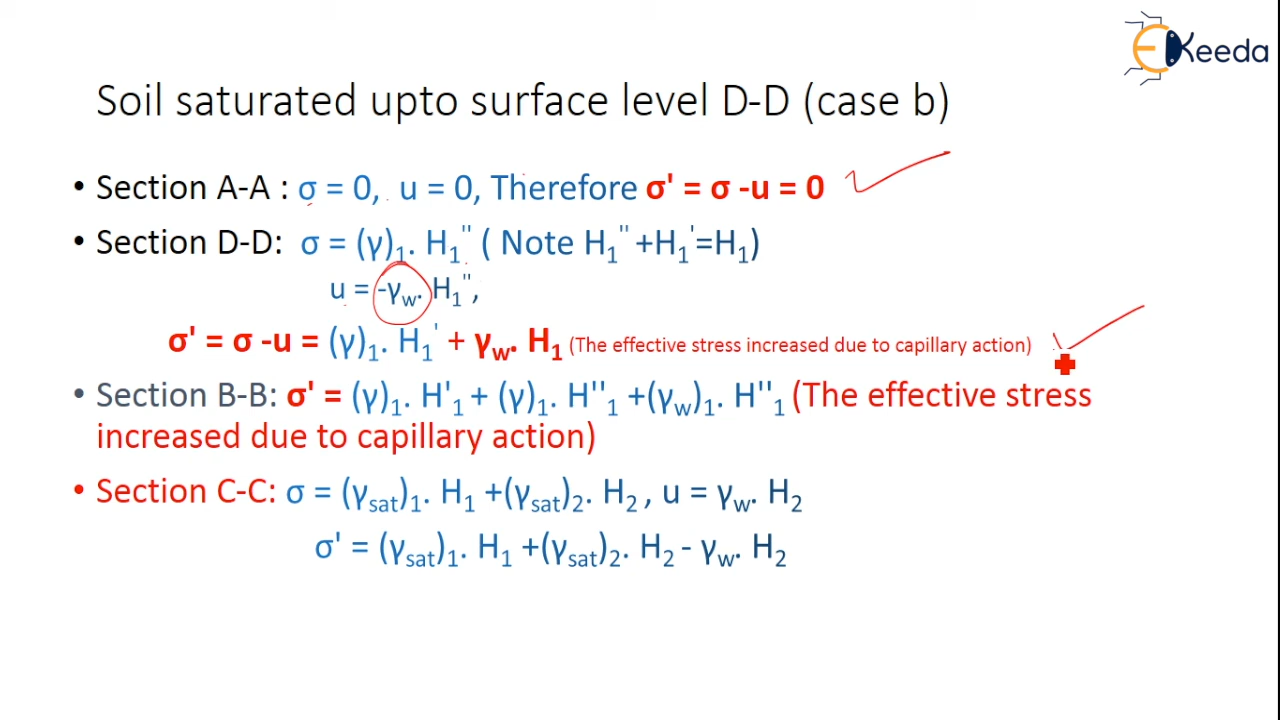 EKeeda
Soil saturated upto surface level D-D (case b)
• Section A-A : σ = 0, u = 0, Therefore σ' = σ -u = 0
• Section D-D: σ = (γ)₁. H₁'' ( Note H₁'' +H₁'=H₁)
u = -γw. H₁'',
σ' = σ -u = (γ)₁. H₁' + γw. H₁ (The effective stress increased due to capillary action)
• Section B-B: σ' = (γ)₁. H'₁ + (γ)₁. H''₁ +(γw)₁. H''₁ (The effective stress
increased due to capillary action)
• Section C-C: σ = (γsat)₁. H₁ +(γsat)₂. H₂ , u = γw. H₂
σ' = (γsat)₁. H₁ +(γsat)₂. H₂ - γw. H₂